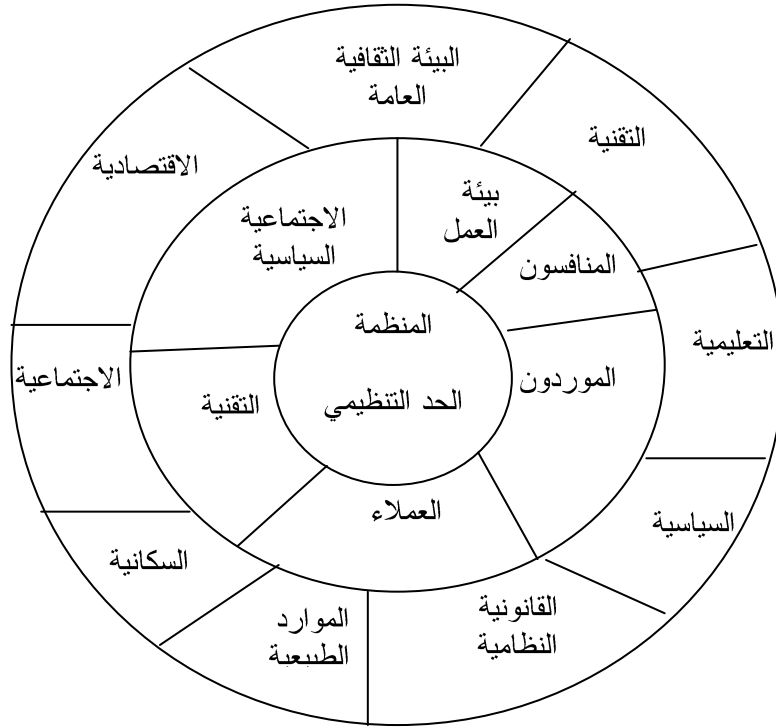 البيئة الثقافية
العامة
التقنية
الاقتصادية
بيئة
العمل
الاجتماعية
السياسية
المنافسون
المنظمة
التعليمية
الموردون
الاجتماعية
الحد التنظيمي
التقنية
العملاء
السياسية
السكانية
القانونية
النظامية
الموارد
الطبيعية